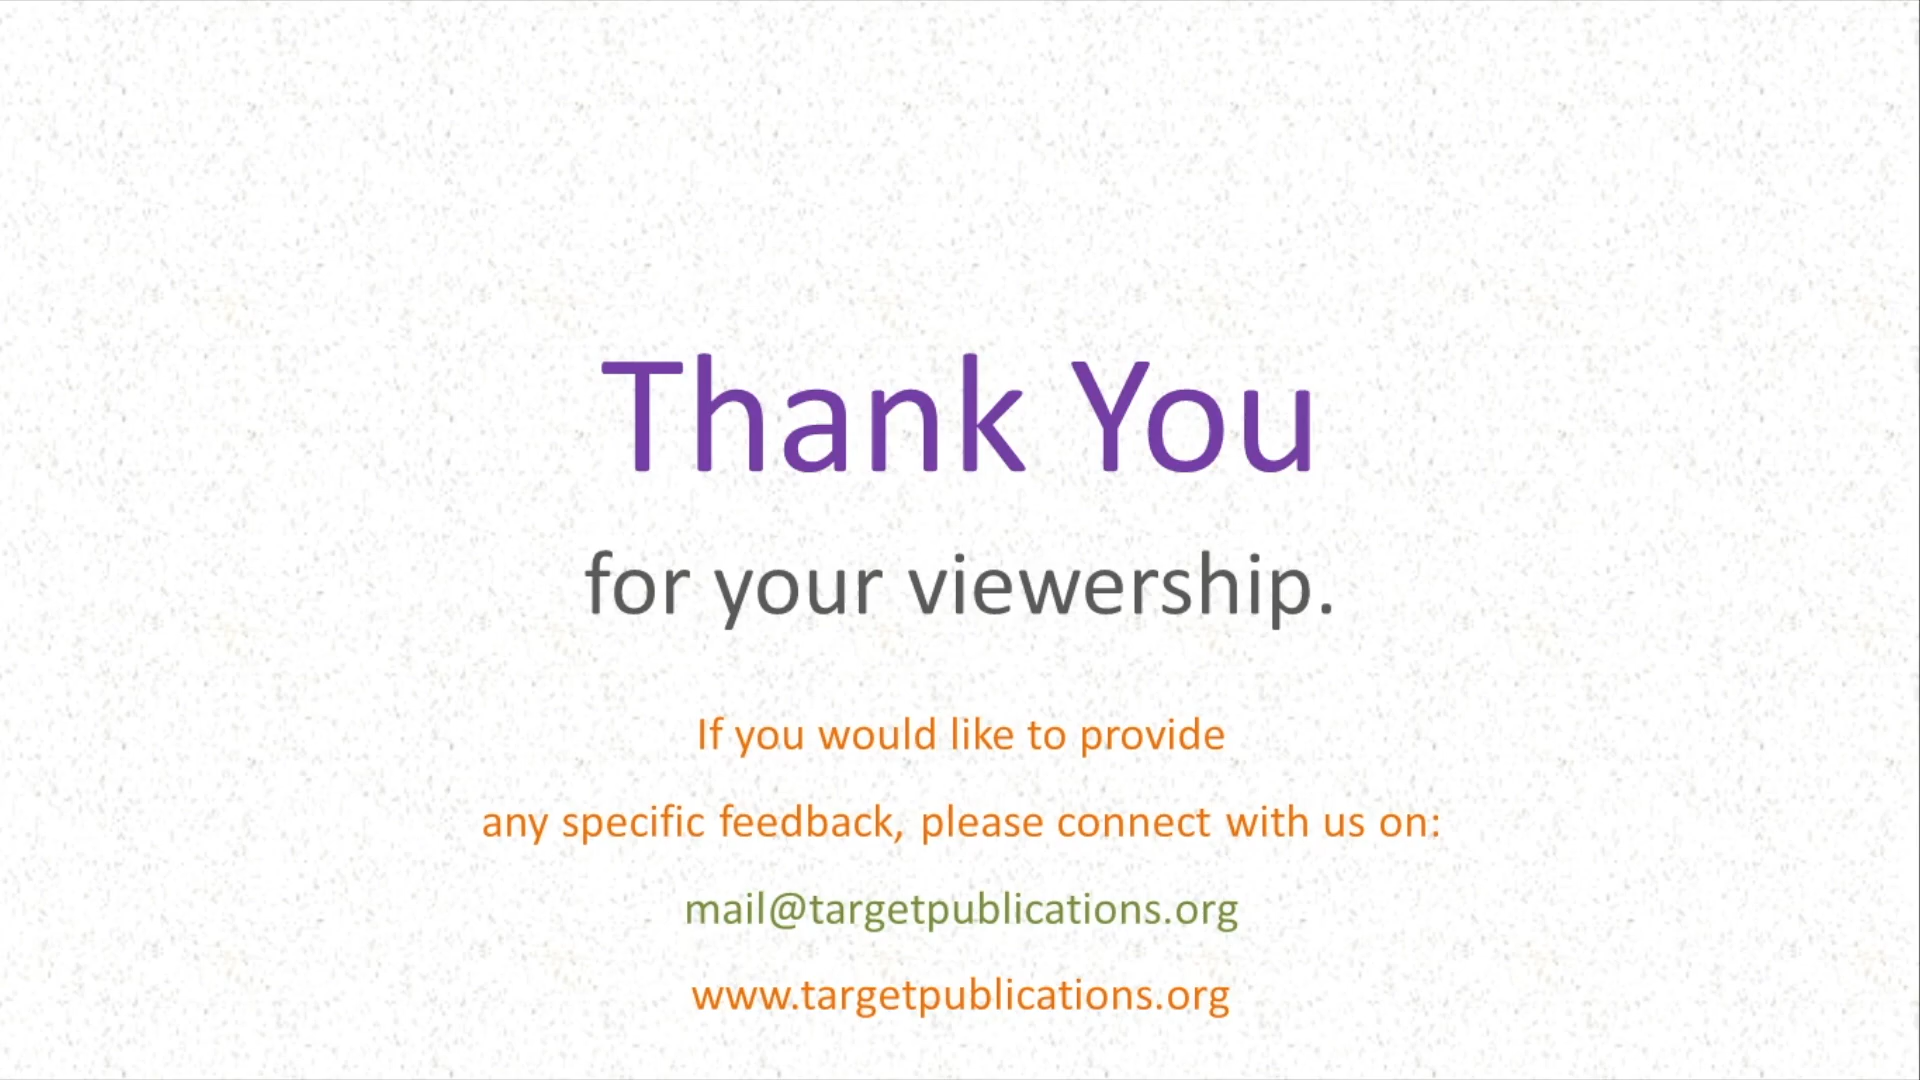 Thank You
for your viewership.
If you would like to provide
any specific feedback, please connect with us on:
mail@targetpublications.org
www.targetpublications.org